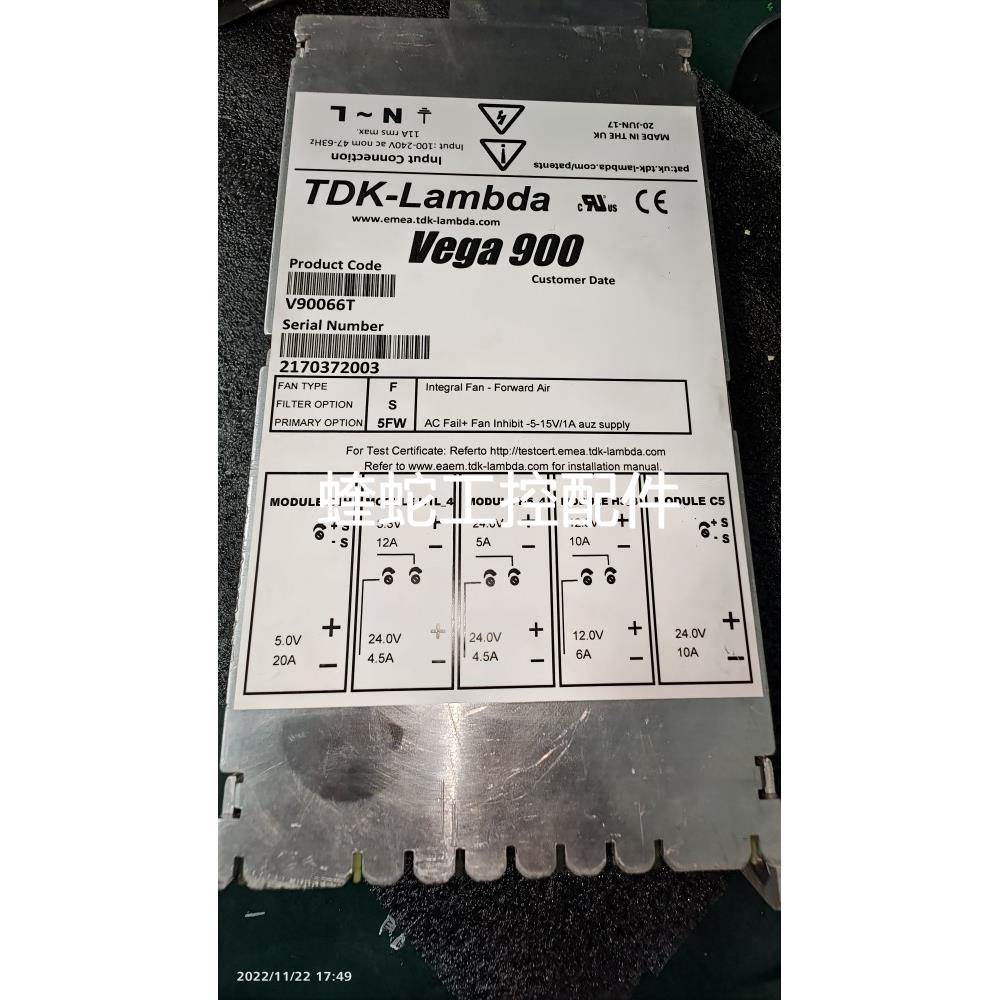 L ~ N ⏚
11A rms max.
Input :100-240V ac nom 47-63Hz
Input Connection
20-JUN-17
MADE IN THE UK
pat:uk.tdk-lambda.com/patents
TDK-Lambda
c RU us CE
www.emea.tdk-lambda.com
Vega 900
Product Code
Customer Date
V90066T
Serial Number
2170372003
FAN TYPE F Integral Fan - Forward Air
FILTER OPTION S
PRIMARY OPTION 5FW AC Fail+ Fan Inhibit -5-15V/1A auz supply
For Test Certificate: Referto http://testcert.emea.tdk-lambda.com
Refer to www.eaem.tdk-lambda.com for installation manual.
蜂蛇工控配件
MODULE
+ S
- S
5.0V +
20A −
+
12A −
24.0V +
4.5A −
MODULE
24.0V +
5A −
24.0V +
4.5A −
+
10A −
12.0V +
6A −
MODULE C5
+ S
- S
24.0V +
10A −
2022/11/22 17:49